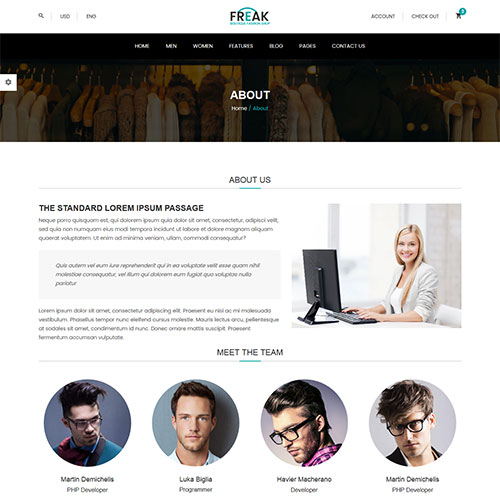 USD ENG
FREAK
BOUTIQUE FASHION SHOP
ACCOUNT CHECK OUT
HOME MEN WOMEN FEATURES BLOG PAGES CONTACT US
ABOUT
Home / About
ABOUT US
THE STANDARD LOREM IPSUM PASSAGE
Neque porro quisquam est, qui dolorem ipsum quia dolor sit amet, consectetur, adipisci velit,
sed quia non numquam eius modi tempora incidunt ut labore et dolore magnam aliquam
quaerat voluptatem. Ut enim ad minima veniam, ullam, commodi consequatur?
Quis autem vel eum iure reprehenderit qui in ea voluptate velit esse quam nihil
molestiae consequatur, vel illum qui dolorem eum fugiat quo voluptas nulla
pariatur
Lorem ipsum dolor sit amet, consectetur adipiscing elit. Praesent eu nisi ac mi malesuada
vestibulum. Phasellus tempor nunc eleifend cursus molestie. Mauris lectus arcu, pellentesque
at sodales sit amet, condimentum id nunc. Donec ornare mattis suscipit. Praesent
fermentum accumsan vulputate.
MEET THE TEAM
Martin Demichelis Luka Biglia Havier Macherano Martin Demichelis
PHP Developer Programmer PHP Developer PHP Developer